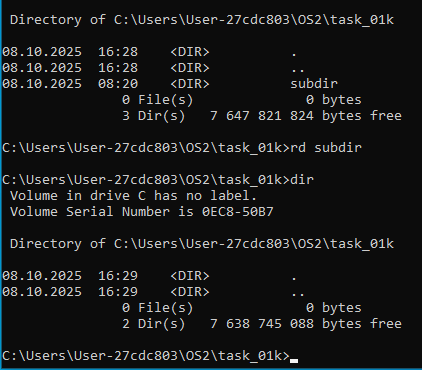 Directory of C:\Users\User-27cdc803\OS2\task_01k
08.10.2025  16:28    <DIR>          .
08.10.2025  16:28    <DIR>          ..
08.10.2025  08:20    <DIR>          subdir
0 File(s)              0 bytes
3 Dir(s)   7 647 821 824 bytes free
C:\Users\User-27cdc803\OS2\task_01k>rd subdir
C:\Users\User-27cdc803\OS2\task_01k>dir
Volume in drive C has no label.
Volume Serial Number is 0EC8-50B7
Directory of C:\Users\User-27cdc803\OS2\task_01k
08.10.2025  16:29    <DIR>          .
08.10.2025  16:29    <DIR>          ..
0 File(s)              0 bytes
2 Dir(s)   7 638 745 088 bytes free
C:\Users\User-27cdc803\OS2\task_01k>